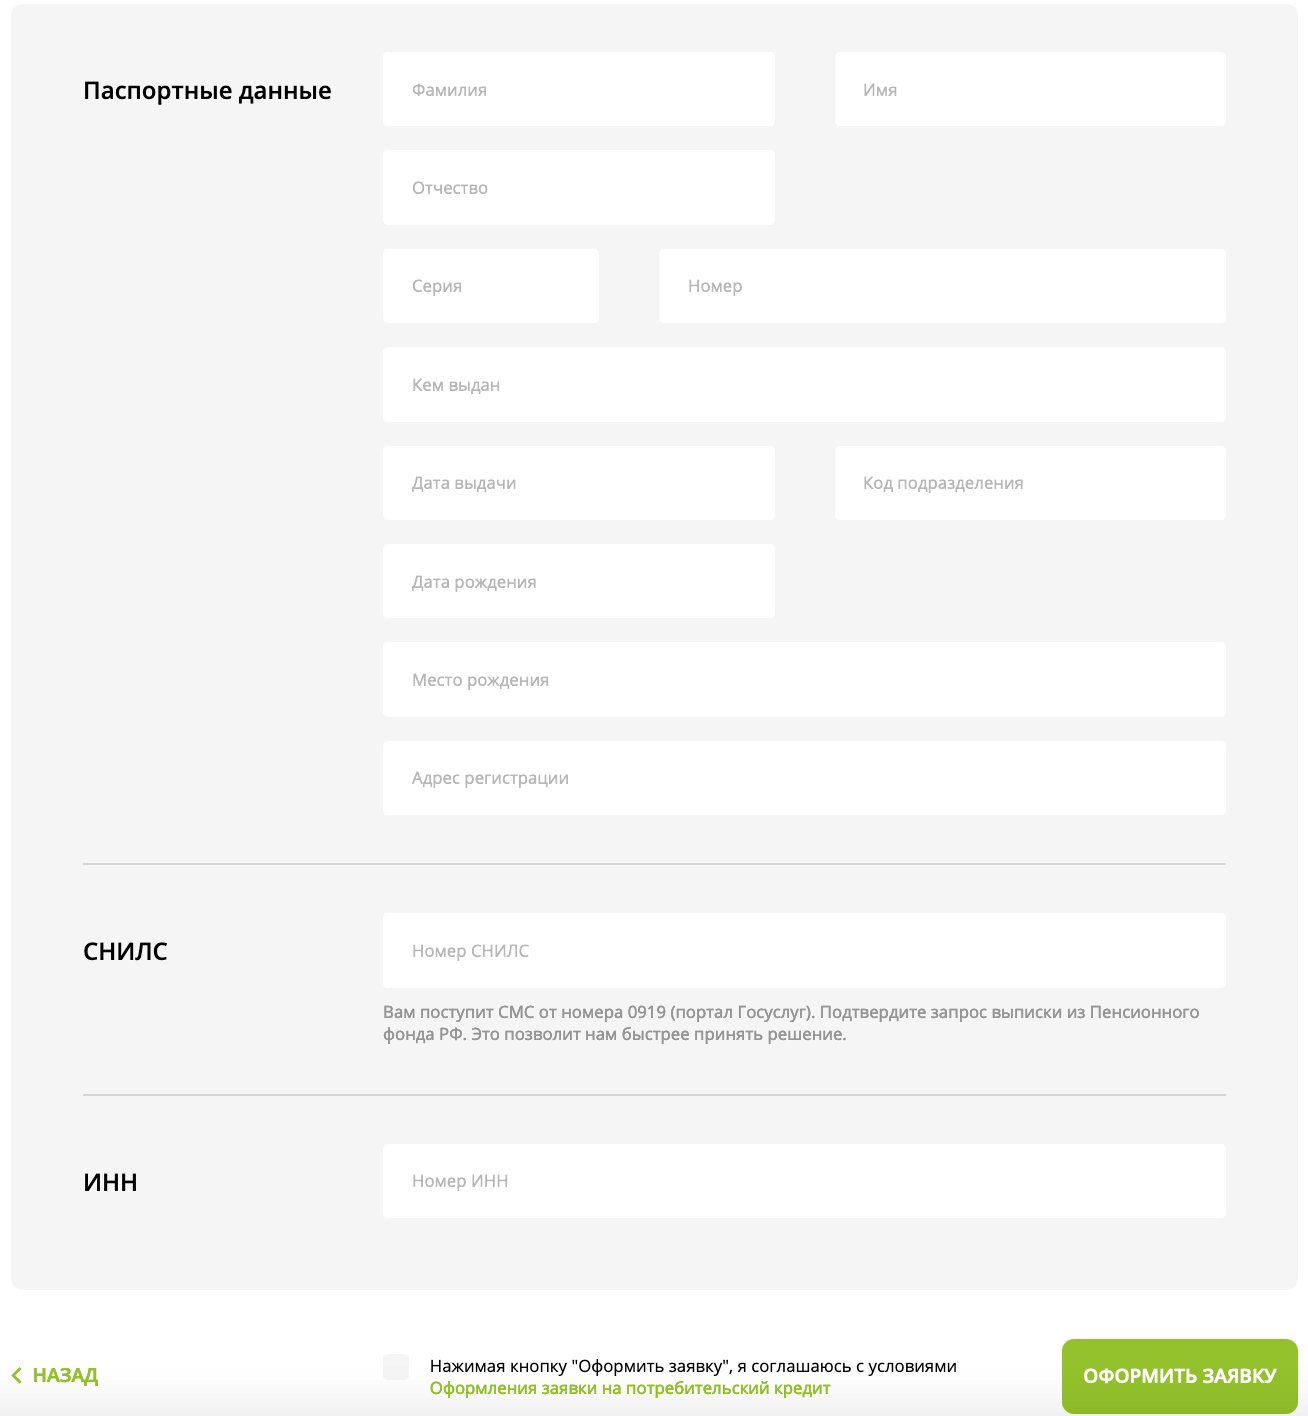 Паспортные данные
Фамилия
Имя
Отчество
Серия
Номер
Кем выдан
Дата выдачи
Код подразделения
Дата рождения
Место рождения
Адрес регистрации
СНИЛС
Номер СНИЛС
Вам поступит СМС от номера 0919 (портал Госуслуг). Подтвердите запрос выписки из Пенсионного
фонда РФ. Это позволит нам быстрее принять решение.
ИНН
Номер ИНН
НАЗАД
Нажимая кнопку "Оформить заявку", я соглашаюсь с условиями
Оформления заявки на потребительский кредит
ОФОРМИТЬ ЗАЯВКУ